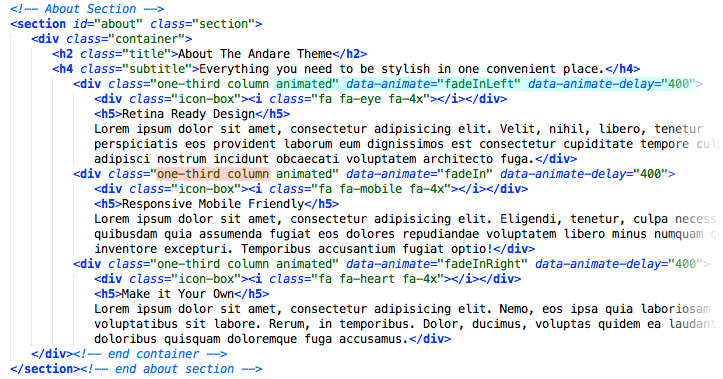 <!-- About Section -->
<section id="about" class="section">
<div class="container">
<h2 class="title">About The Andare Theme</h2>
<h4 class="subtitle">Everything you need to be stylish in one convenient place.</h4>
<div class="one-third column animated" data-animate="fadeInLeft" data-animate-delay="400">
<div class="icon-box"><i class="fa fa-eye fa-4x"></i></div>
<h5>Retina Ready Design</h5>
Lorem ipsum dolor sit amet, consectetur adipisicing elit. Velit, nihil, libero, tenetur
perspiciatis eos provident laborum eum dignissimos est consectetur cupiditate tempore
adipisci nostrum incidunt obcaecati voluptatem architecto fuga.</div>
<div class="one-third column animated" data-animate="fadeIn" data-animate-delay="400">
<div class="icon-box"><i class="fa fa-mobile fa-4x"></i></div>
<h5>Responsive Mobile Friendly</h5>
Lorem ipsum dolor sit amet, consectetur adipisicing elit. Eligendi, tenetur, culpa
quibusdam quia assumenda fugiat eos dolores repudiandae voluptatem libero minus numquam
inventore excepturi. Temporibus accusantium fugiat optio!</div>
<div class="one-third column animated" data-animate="fadeInRight" data-animate-delay="400">
<div class="icon-box"><i class="fa fa-heart fa-4x"></i></div>
<h5>Make it Your Own</h5>
Lorem ipsum dolor sit amet, consectetur adipisicing elit. Nemo, eos ipsa quia laboriosam
voluptatibus sit labore. Rerum, in temporibus. Dolor, ducimus, voluptas quidem ea
doloribus quisquam doloremque fuga accusamus.</div>
</div><!-- end container -->
</section><!-- end about section -->